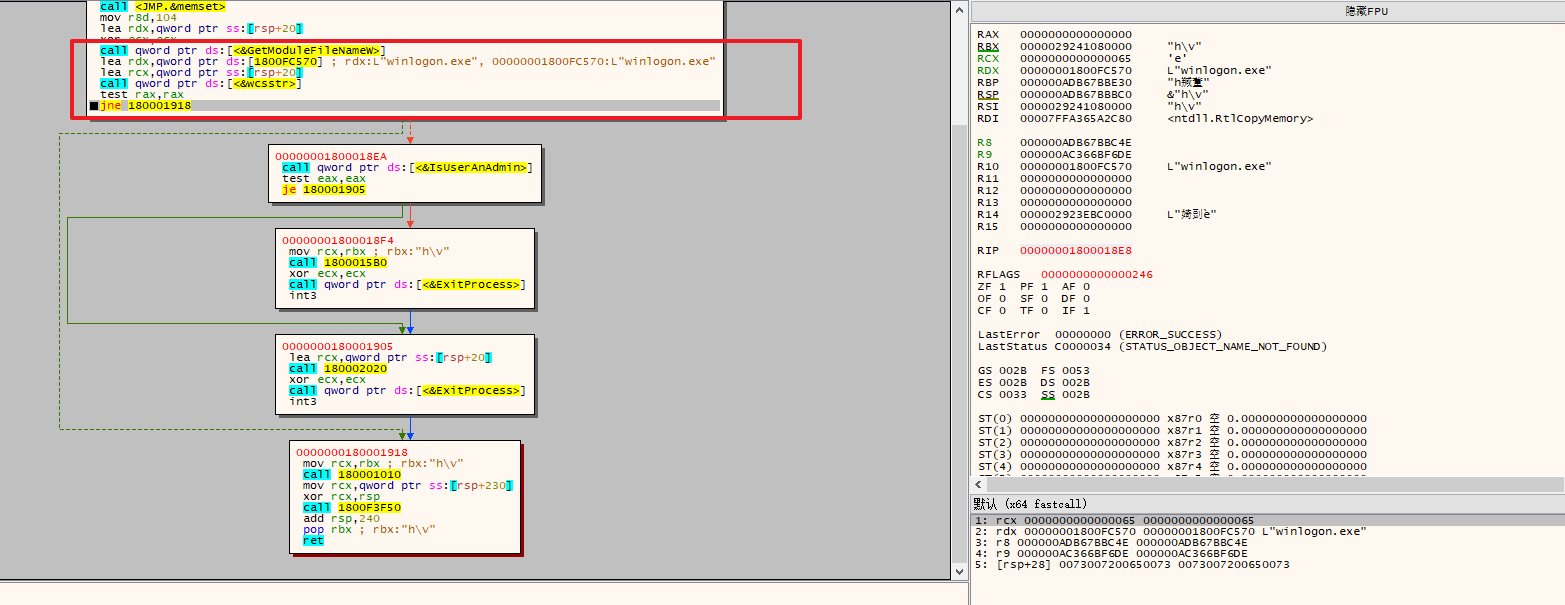 call <JMP.&memset>
mov r8d,104
lea rdx,qword ptr ss:[rsp+20]
xor ecx,ecx
call qword ptr ds:[<&GetModuleFileNameW>]
lea rdx,qword ptr ds:[1800FC570] ; rdx:L"winlogon.exe", 00000001800FC570:L"winlogon.exe"
lea rcx,qword ptr ss:[rsp+20]
call qword ptr ds:[<&wcsstr>]
test rax,rax
jne 180001918
00000001800018EA
call qword ptr ds:[<&IsUserAnAdmin>]
test eax,eax
je 180001905
00000001800018F4
mov rcx,rbx ; rbx:"h\v"
call 1800015B0
xor ecx,ecx
call qword ptr ds:[<&ExitProcess>]
int3
0000000180001905
lea rcx,qword ptr ss:[rsp+20]
call 180002020
xor ecx,ecx
call qword ptr ds:[<&ExitProcess>]
int3
0000000180001918
mov rcx,rbx ; rbx:"h\v"
call 180001010
mov rcx,qword ptr ss:[rsp+230]
xor rcx,rsp
call 1800F3F50
add rsp,240
pop rbx ; rbx:"h\v"
ret
隐藏FPU
RAX 0000000000000000
RBX 0000029241080000 "h\v"
RCX 0000000000000065 'e'
RDX 00000001800FC570 L"winlogon.exe"
RBP 000000ADB67BBE30
RSP 000000ADB67BBBC0 &"h\v"
RSI 0000029241080000 "h\v"
RDI 00007FFA365A2C80 <ntdll.RtlCopyMemory>
R8 000000ADB67BBC4E
R9 000000AC366BF6DE
R10 00000001800FC570 L"winlogon.exe"
R11 0000000000000000
R12 0000000000000000
R13 0000000000000000
R14 000002923EBC0000
R15 0000000000000000
RIP 00000001800018E8
RFLAGS 0000000000000246
ZF 1 PF 1 AF 0
OF 0 SF 0 DF 0
CF 0 TF 0 IF 1
LastError 00000000 (ERROR_SUCCESS)
LastStatus C0000034 (STATUS_OBJECT_NAME_NOT_FOUND)
GS 002B FS 0053
ES 002B DS 002B
CS 0033 SS 002B
ST(0) 00000000000000000000 x87r0 空 0.000000000000000000
ST(1) 00000000000000000000 x87r1 空 0.000000000000000000
ST(2) 00000000000000000000 x87r2 空 0.000000000000000000
ST(3) 00000000000000000000 x87r3 空 0.000000000000000000
ST(4) 00000000000000000000 x87r4 空 0.000000000000000000
默认 (x64 fastcall)
1: rcx 0000000000000065 0000000000000065
2: rdx 00000001800FC570 00000001800FC570 L"winlogon.exe"
3: r8 000000ADB67BBC4E 000000ADB67BBC4E
4: r9 000000AC366BF6DE 000000AC366BF6DE
5: [rsp+28] 0073007200650073 0073007200650073